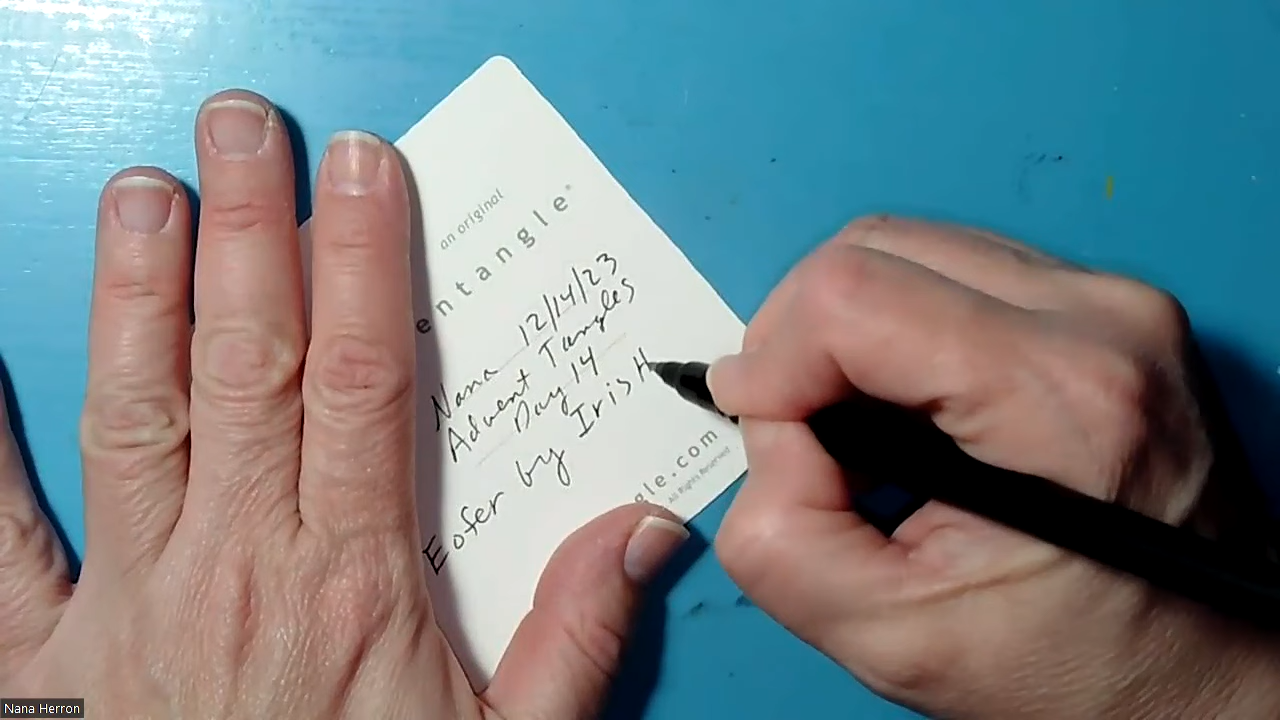 an original
entangle®
Nana 12/14/23
Advent Tangles
Day 14
Eofer by Iris H
gle.com
All Rights Reserved
Nana Herron